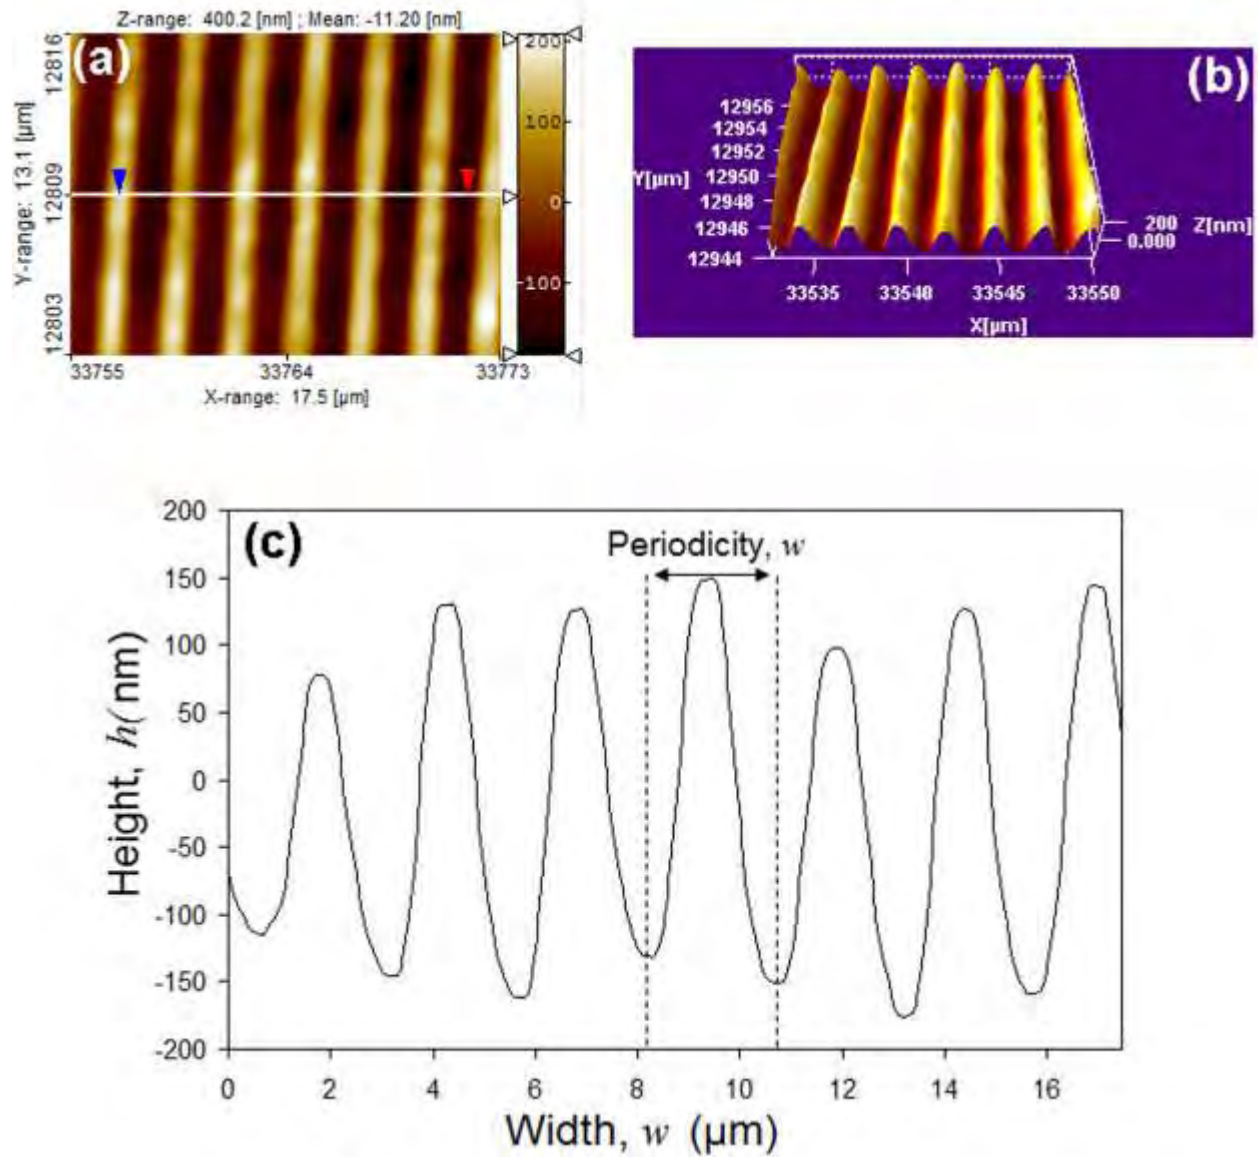 Z-range: 400.2 [nm] ; Mean: -11.20 [nm]
(a)
Y-range: 13.1 [µm]
12816
12809
12803
200
100
0
-100
33755
33764
33773
X-range: 17.5 [µm]
(b)
12956
12954
12952
12950
12948
12946
12944
Y[µm]
200
0.000
Z[nm]
33535
33540
33545
33550
X[µm]
(c)
Periodicity, w
Height, h( nm)
200
150
100
50
0
-50
-100
-150
-200
0 2 4 6 8 10 12 14 16
Width, w (µm)